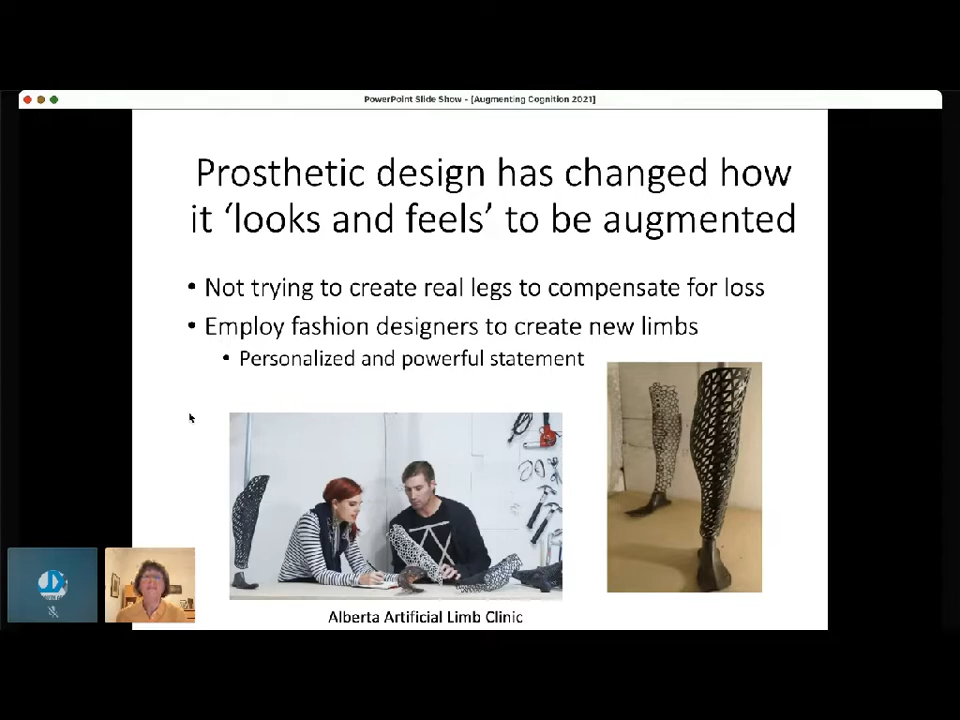 PowerPoint Slide Show - [Augmenting Cognition 2021]
Prosthetic design has changed how
it ‘looks and feels’ to be augmented
• Not trying to create real legs to compensate for loss
• Employ fashion designers to create new limbs
• Personalized and powerful statement
Alberta Artificial Limb Clinic